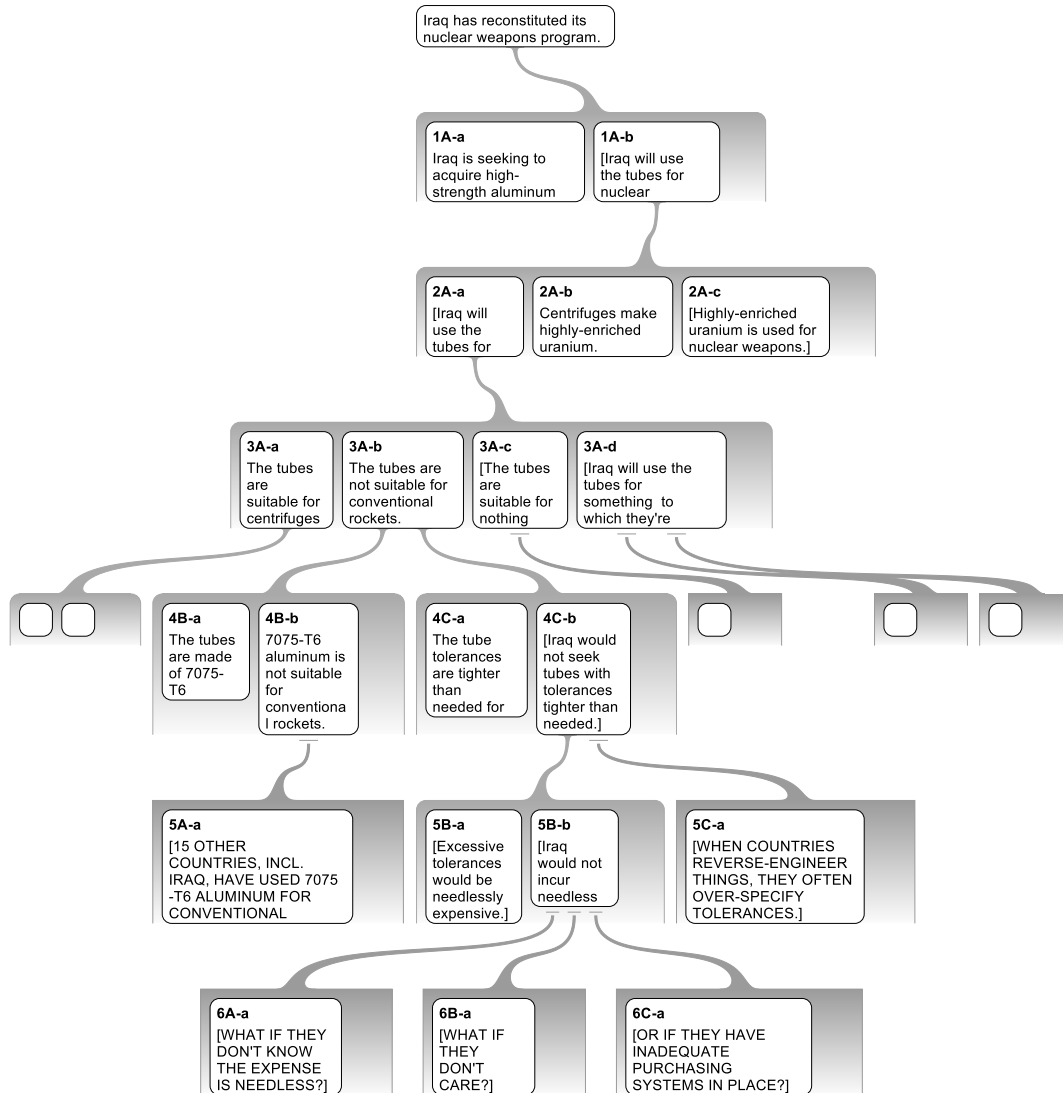 Iraq has reconstituted its
nuclear weapons program.
1A-a
Iraq is seeking to
acquire high-
strength aluminum
1A-b
[Iraq will use
the tubes for
nuclear
2A-a
[Iraq will
use the
tubes for
2A-b
Centrifuges make
highly-enriched
uranium.
2A-c
[Highly-enriched
uranium is used for
nuclear weapons.]
3A-a
The tubes
are
suitable for
centrifuges
3A-b
The tubes are
not suitable for
conventional
rockets.
3A-c
[The tubes
are
suitable for
nothing
3A-d
[Iraq will use the
tubes for
something  to
which they're
4B-a
The tubes
are made
of 7075-
T6
4B-b
7075-T6
aluminum is
not suitable
for
conventiona
l rockets.
4C-a
The tube
tolerances
are tighter
than
needed for
4C-b
[Iraq would
not seek
tubes with
tolerances
tighter than
needed.]
5A-a
[15 OTHER
COUNTRIES, INCL.
IRAQ, HAVE USED 7075
-T6 ALUMINUM FOR
CONVENTIONAL
5B-a
[Excessive
tolerances
would be
needlessly
expensive.]
5B-b
[Iraq
would not
incur
needless
5C-a
[WHEN COUNTRIES
REVERSE-ENGINEER
THINGS, THEY OFTEN
OVER-SPECIFY
TOLERANCES.]
6A-a
[WHAT IF THEY
DON'T KNOW
THE EXPENSE
IS NEEDLESS?]
6B-a
[WHAT IF
THEY
DON'T
CARE?]
6C-a
[OR IF THEY HAVE
INADEQUATE
PURCHASING
SYSTEMS IN PLACE?]